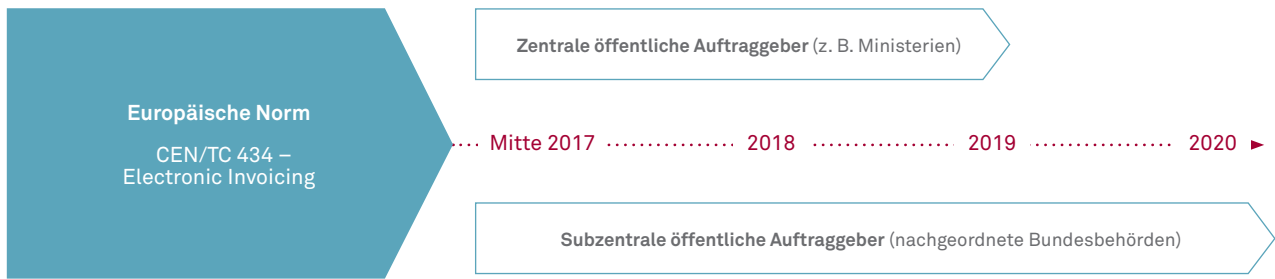 Europäische Norm
CEN/TC 434 –
Electronic Invoicing
Zentrale öffentliche Auftraggeber (z. B. Ministerien)
Mitte 2017 2018 2019 2020
Subzentrale öffentliche Auftraggeber (nachgeordnete Bundesbehörden)